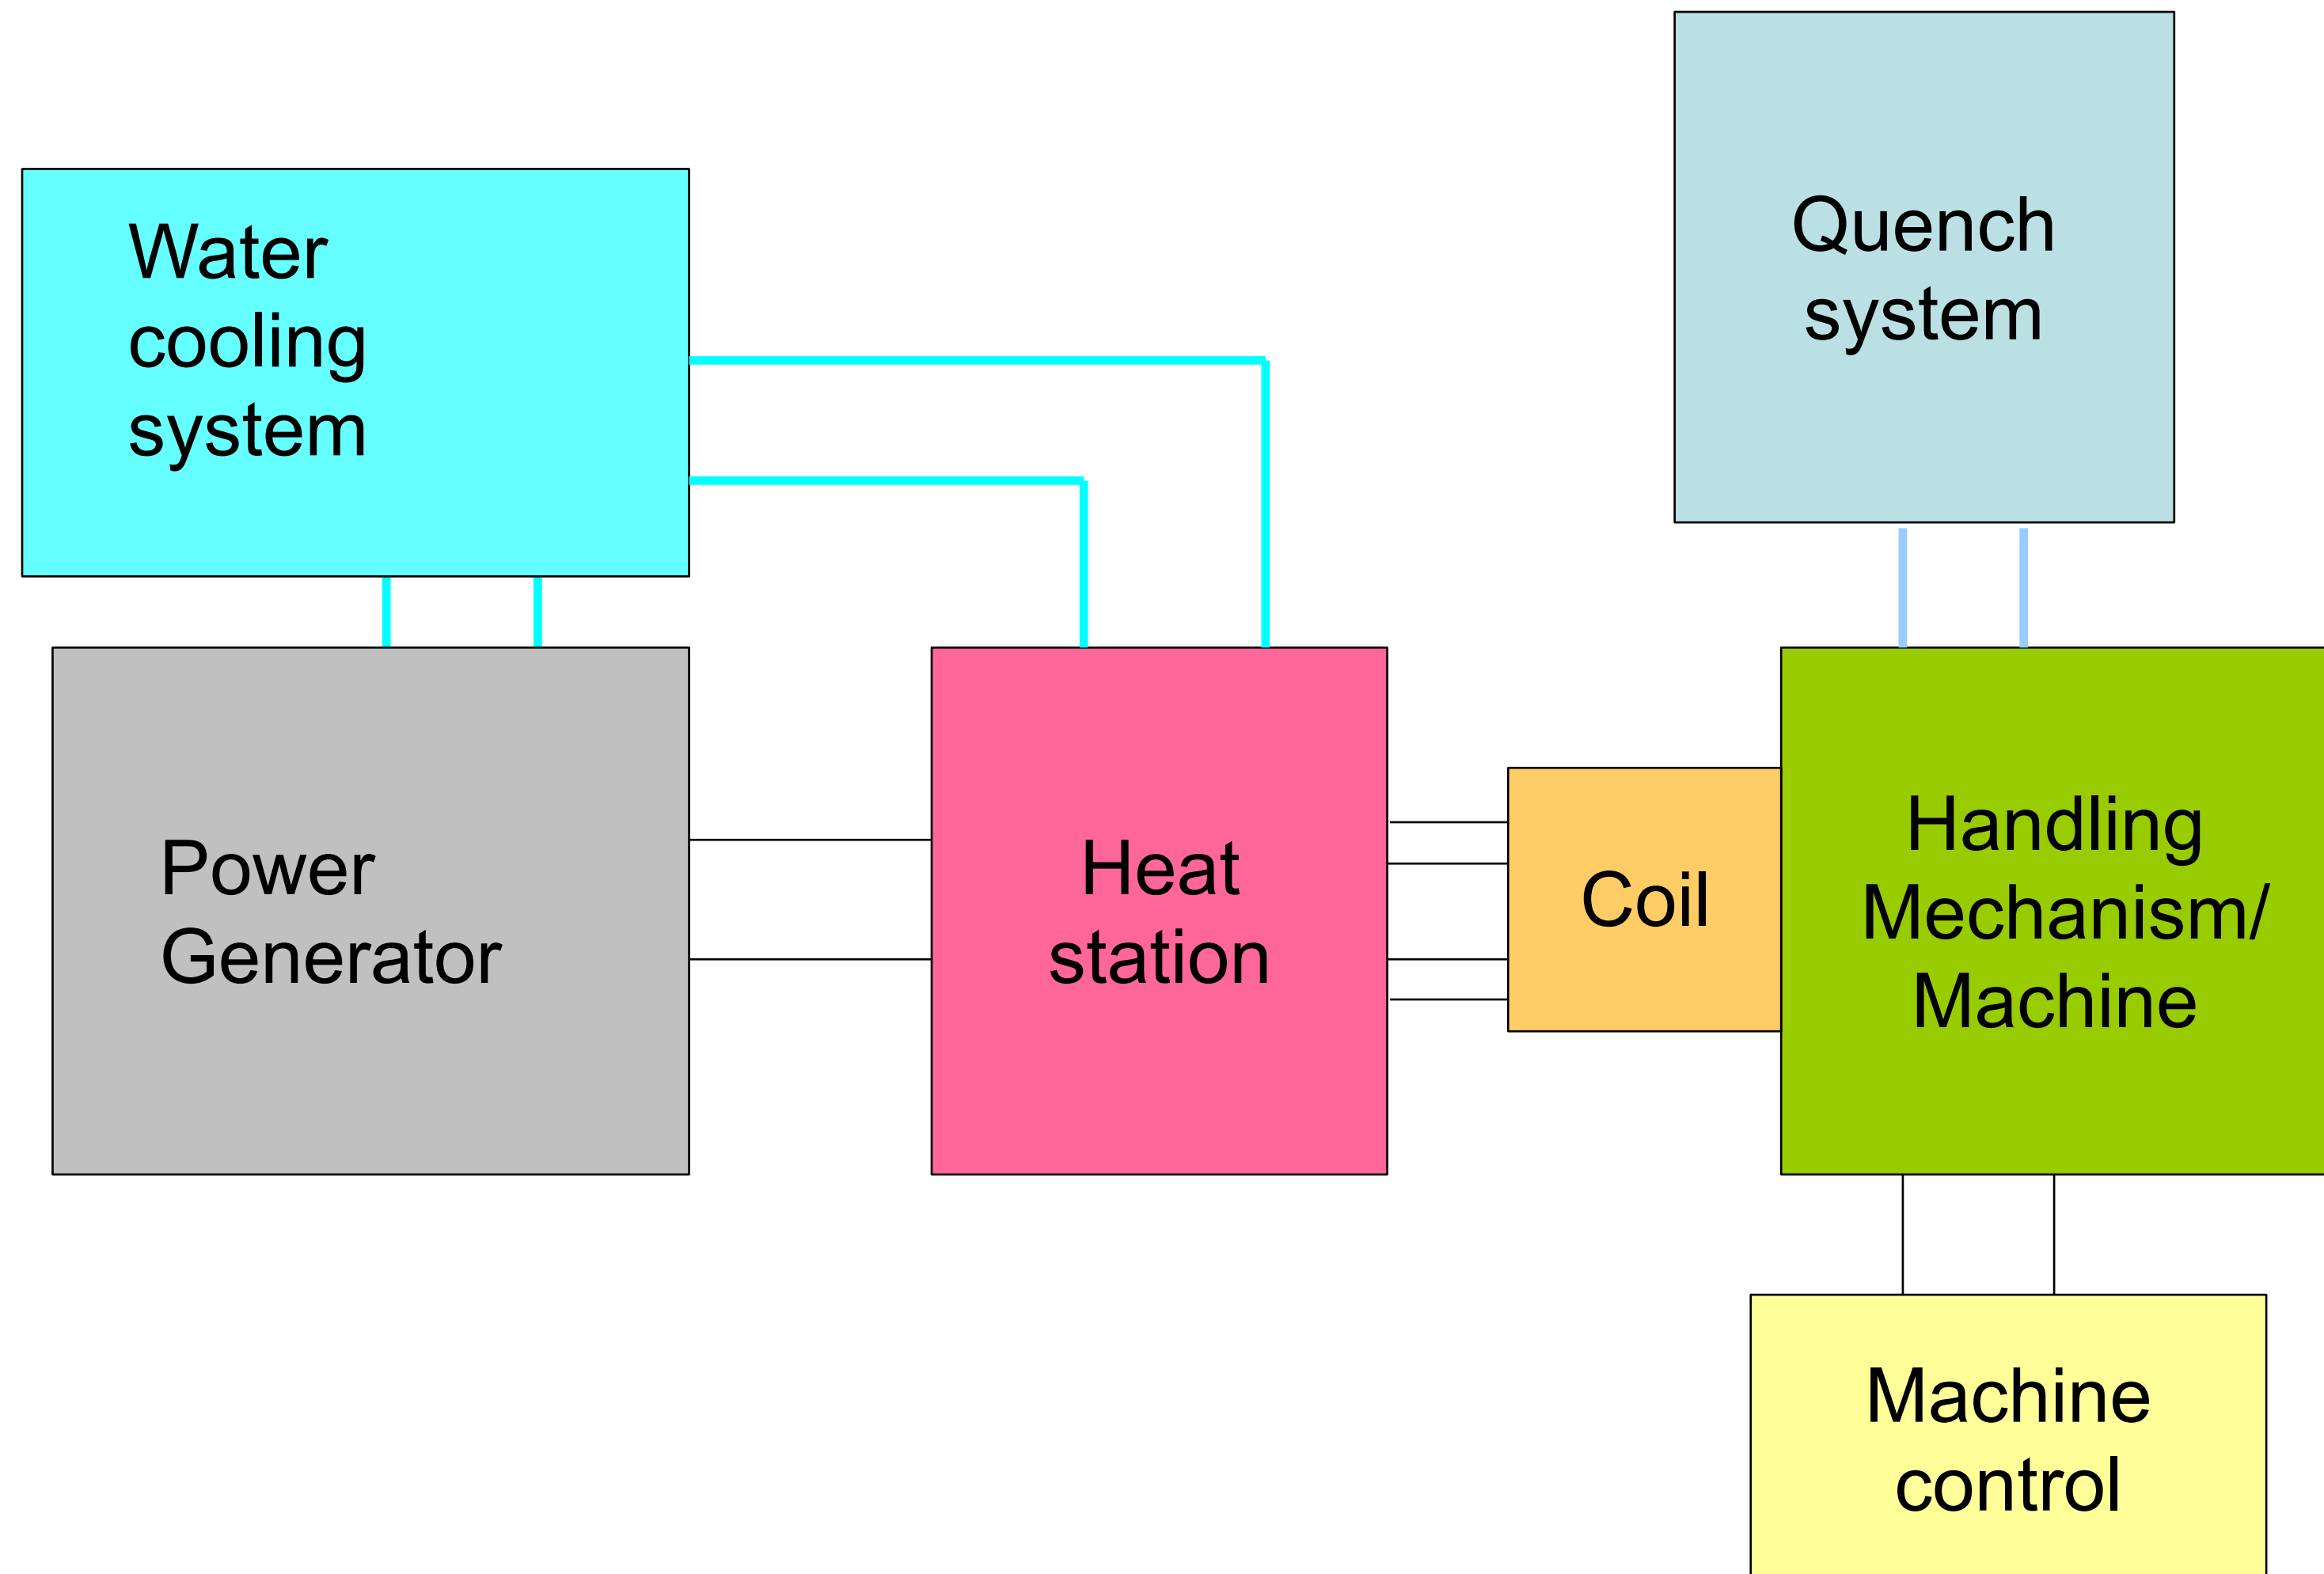 Water
cooling
system
Quench
system
Power
Generator
Heat
station
Coil
Handling
Mechanism/
Machine
Machine
control